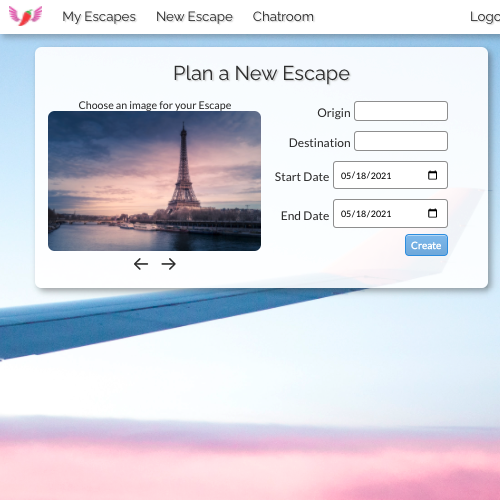 My Escapes New Escape Chatroom Logo
Plan a New Escape
Choose an image for your Escape
Origin
Destination
Start Date 05/18/2021
End Date 05/18/2021
Create